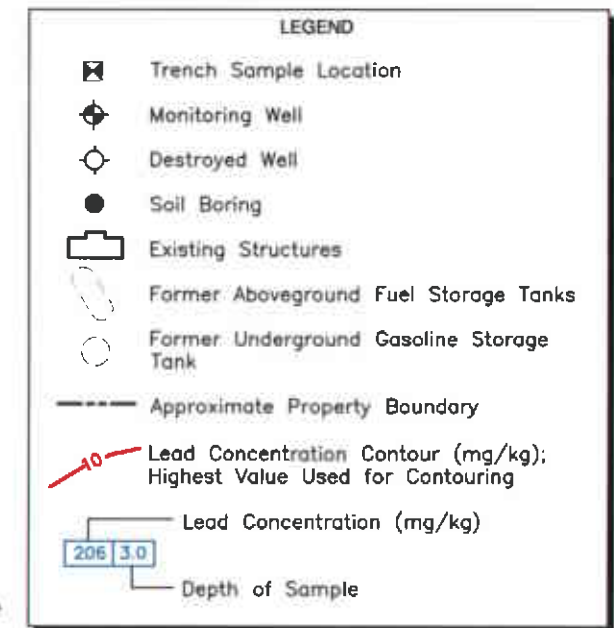 LEGEND
Trench Sample Location
Monitoring Well
Destroyed Well
Soil Boring
Existing Structures
Former Aboveground Fuel Storage Tanks
Former Underground Gasoline Storage
Tank
Approximate Property Boundary
10
Lead Concentration Contour (mg/kg);
Highest Value Used for Contouring
Lead Concentration (mg/kg)
206 3.0
Depth of Sample